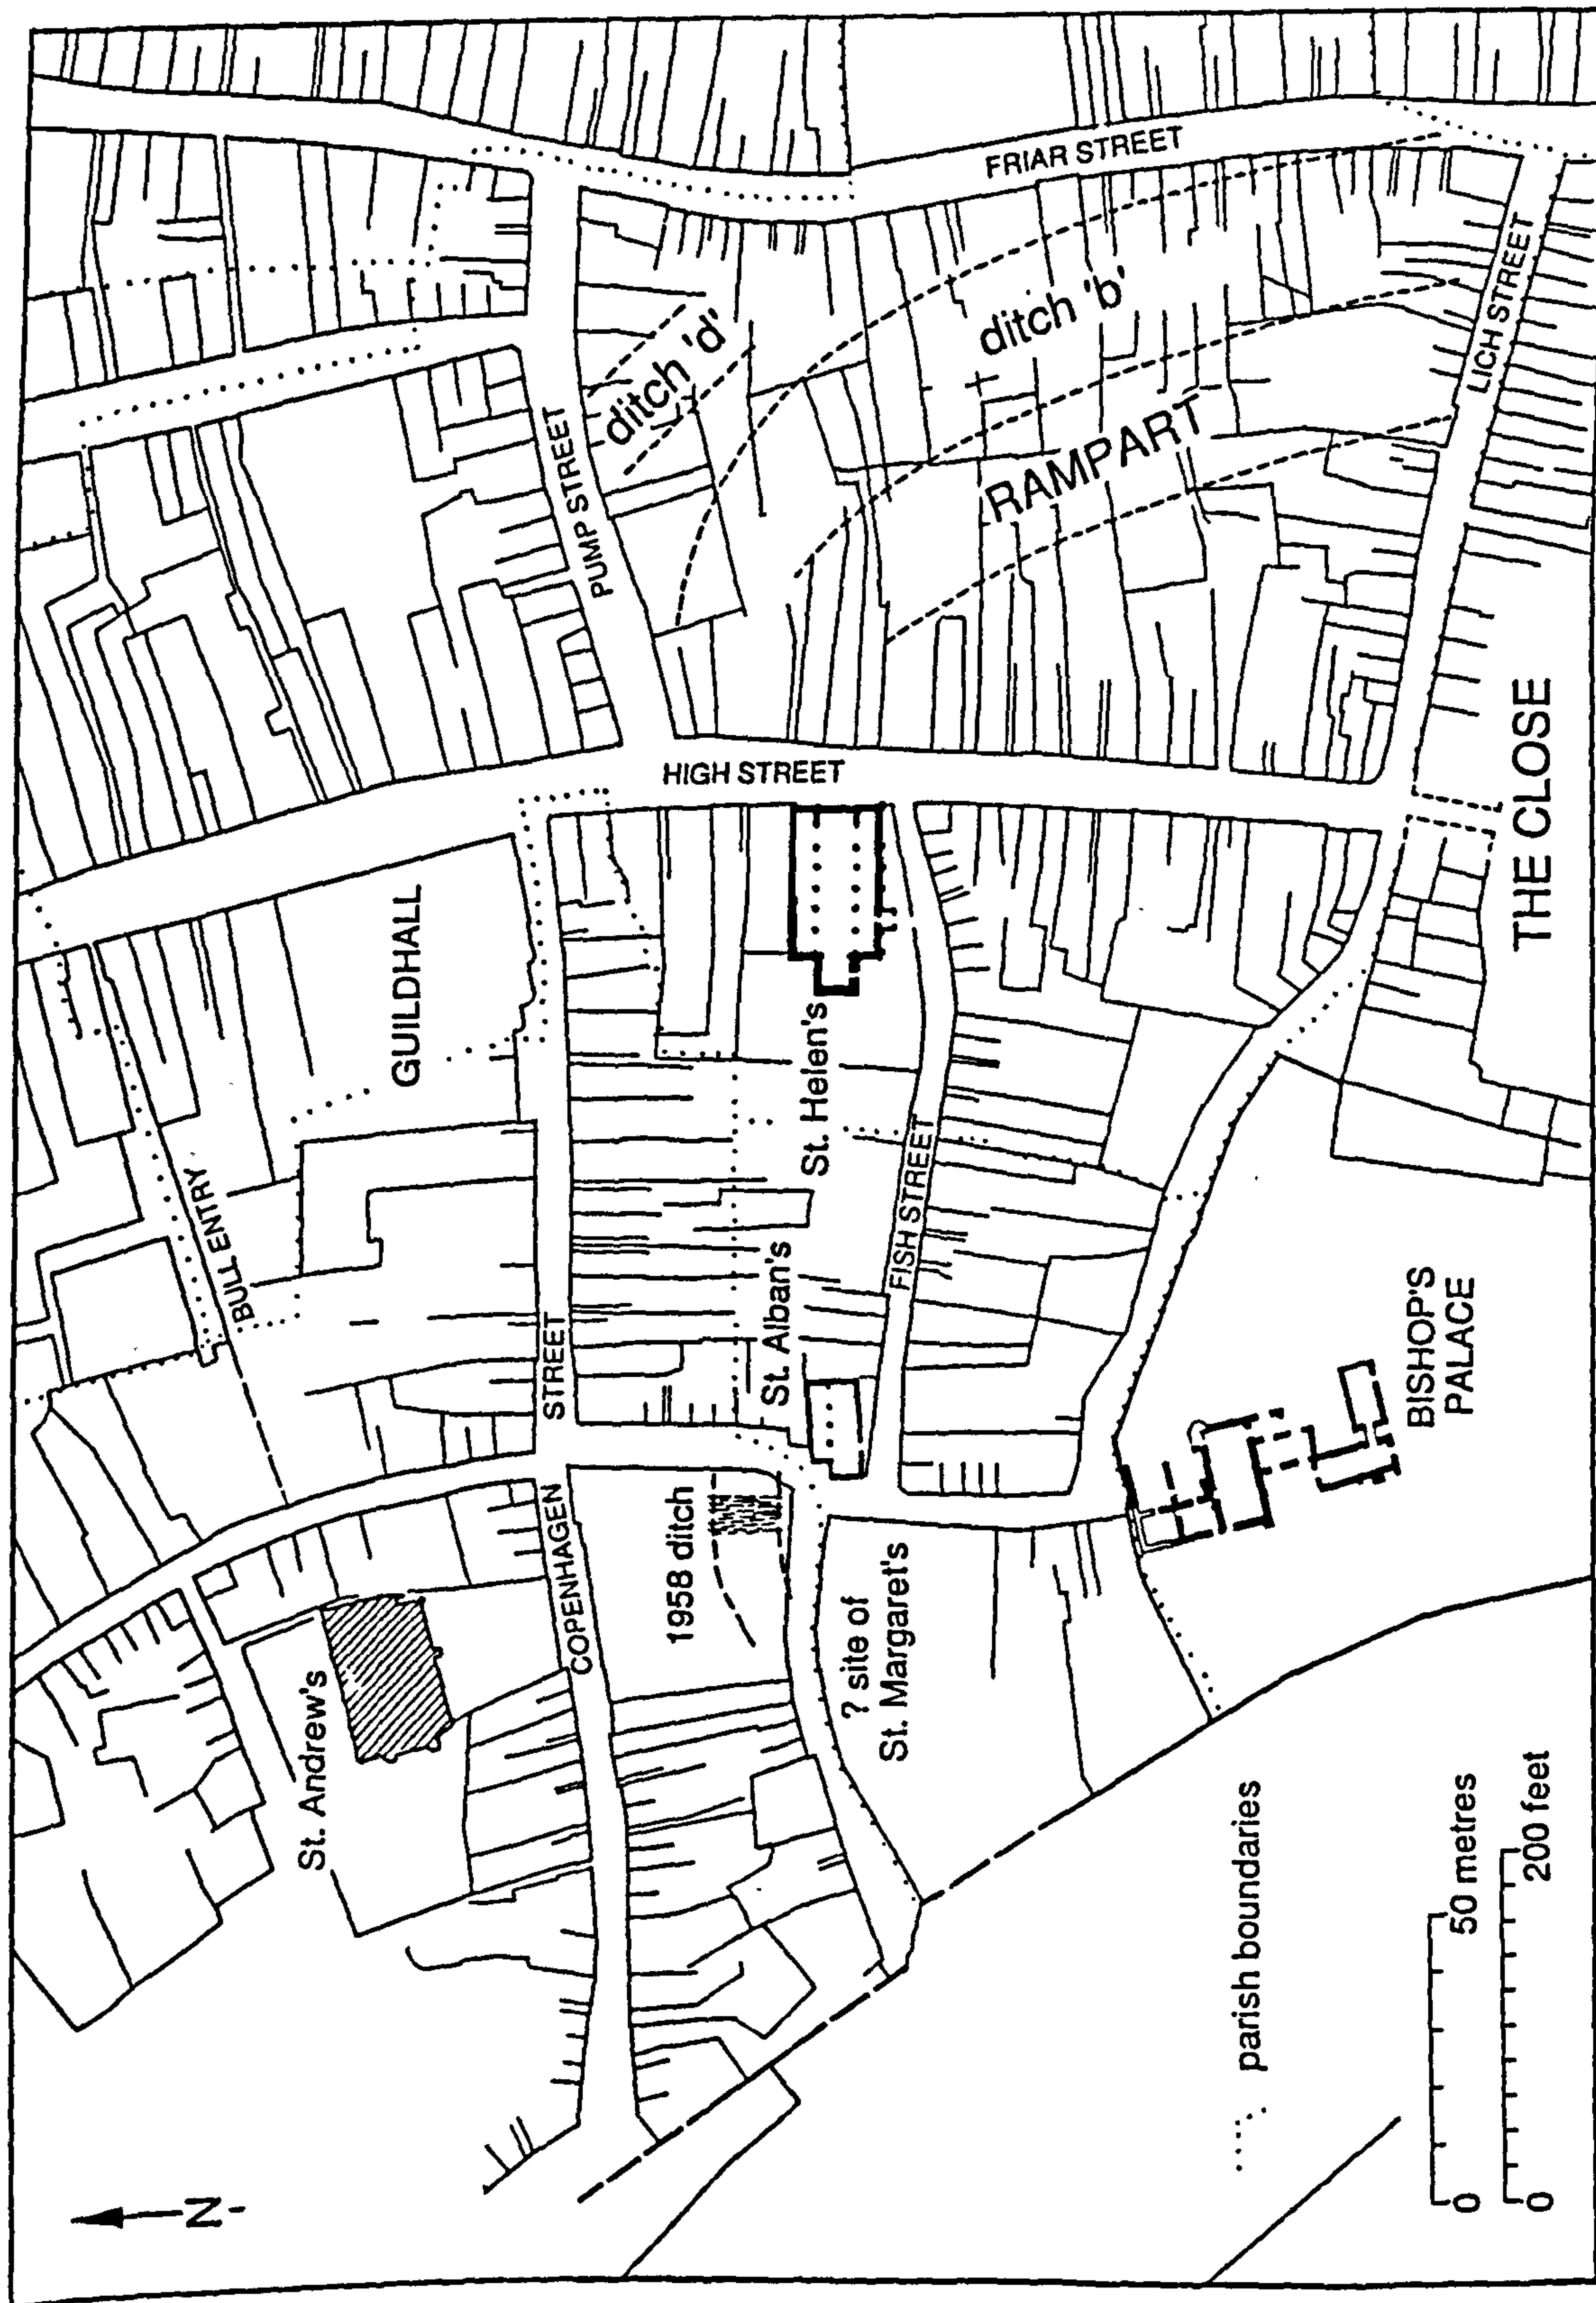 N
St. Andrew's
BULL ENTRY
GUILDHALL
COPENHAGEN
STREET
PUMP STREET
HIGH STREET
FRIAR STREET
ditch 'd'
ditch 'b'
RAMPART
1958 ditch
St. Alban's
St. Helen's
? site of
St. Margaret's
FISH STREET
LICH STREET
BISHOP'S
PALACE
THE CLOSE
parish boundaries
0
50 metres
0
200 feet